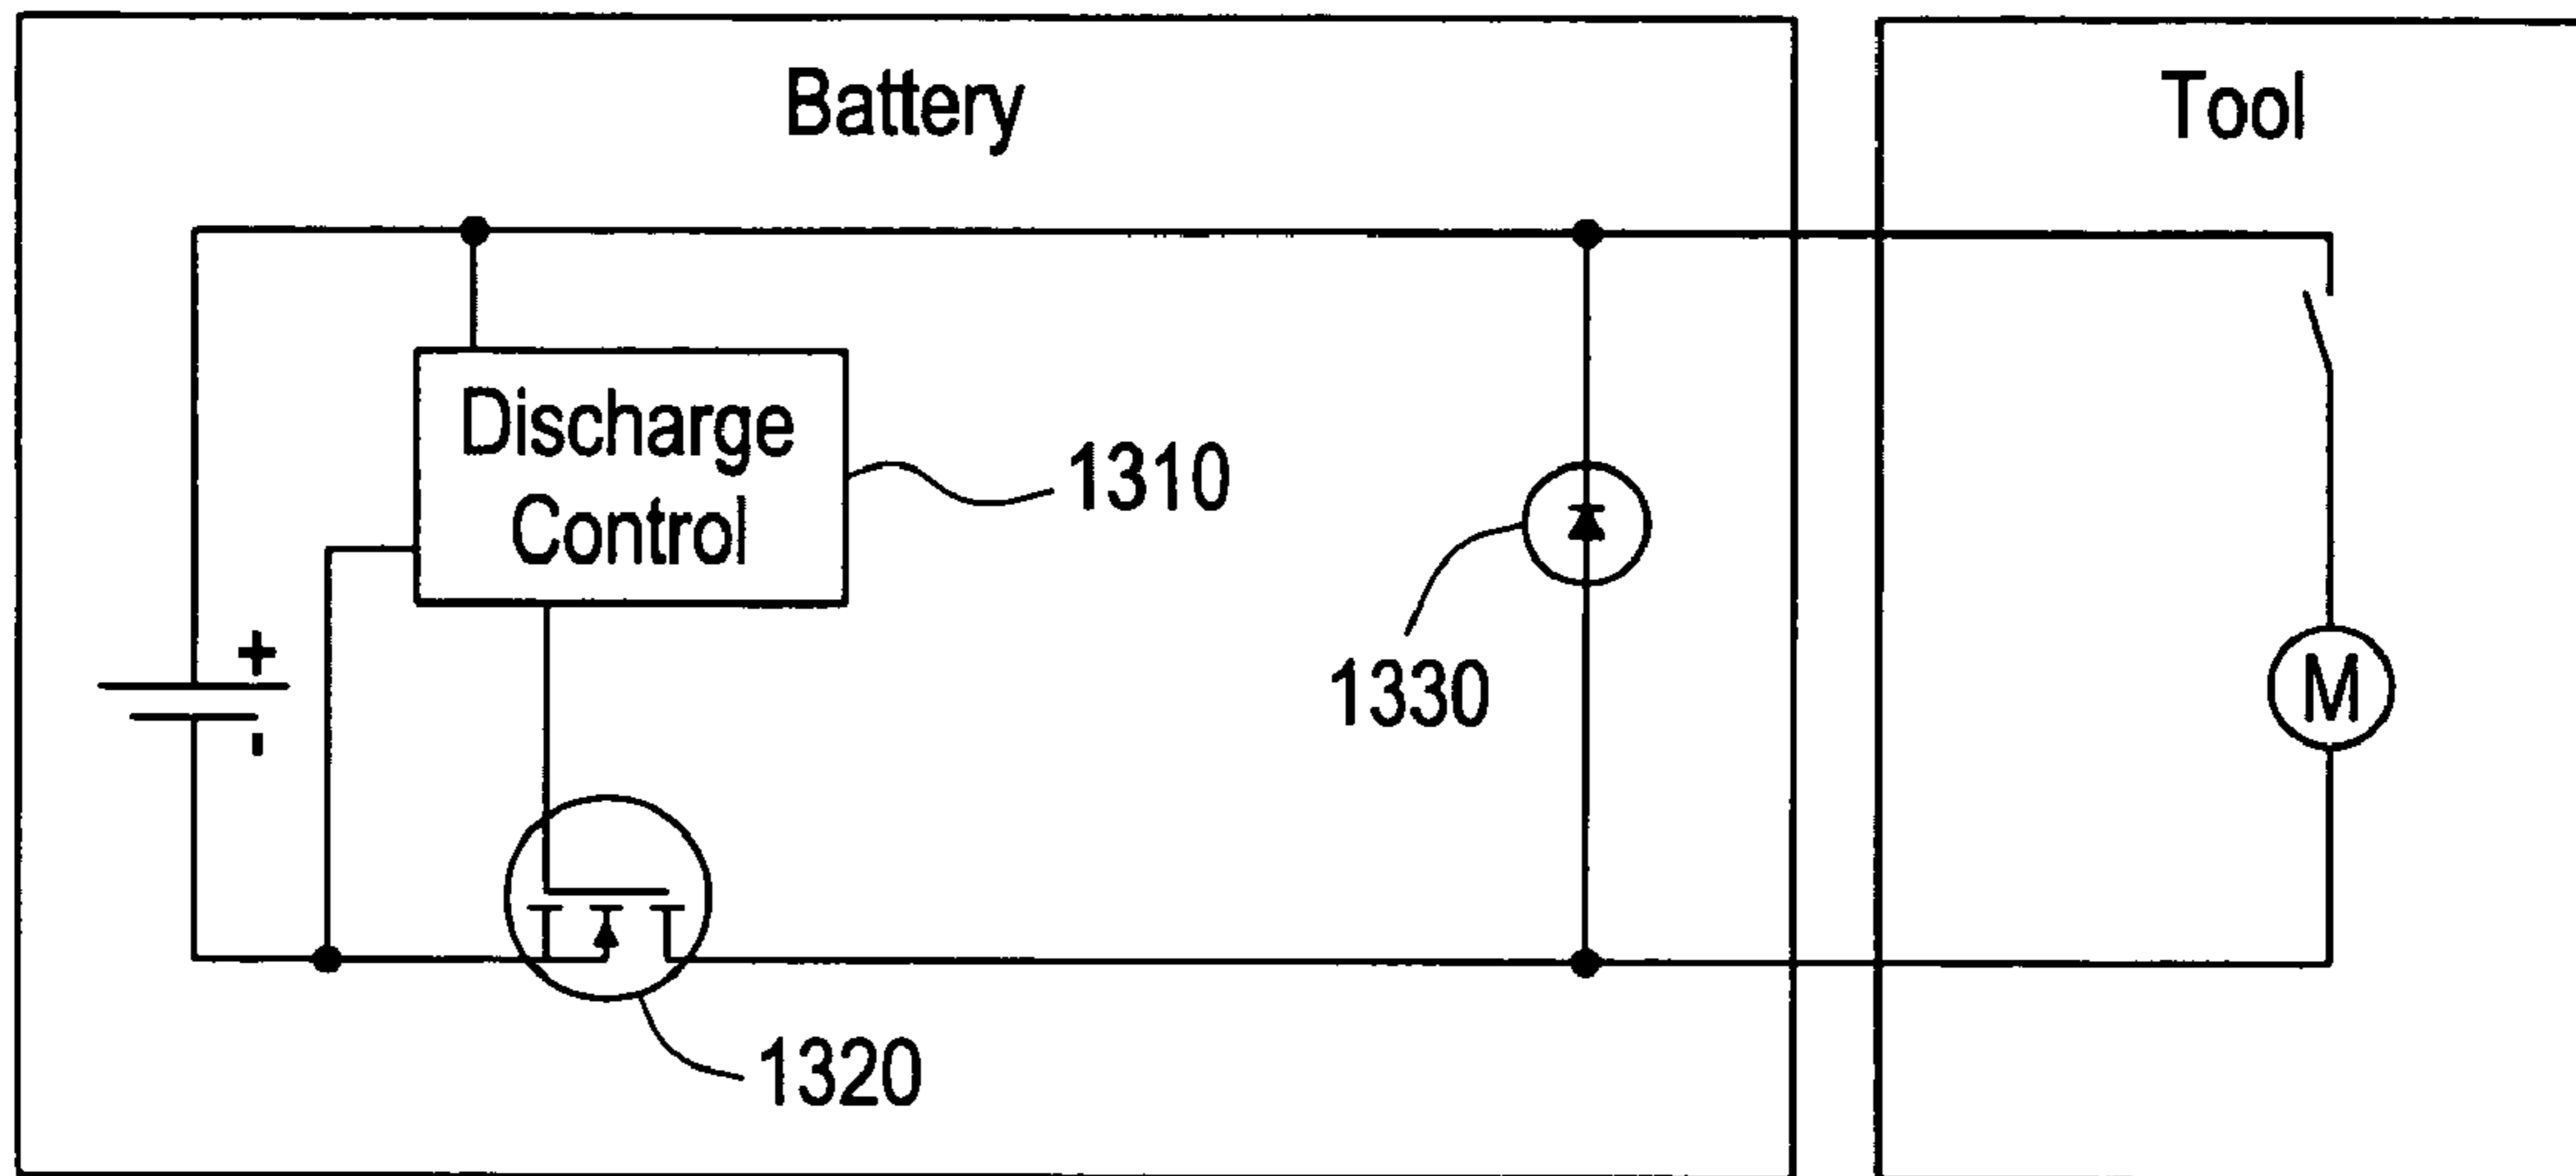 Battery
Tool
Discharge
Control
1310
+
-
1330
M
1320